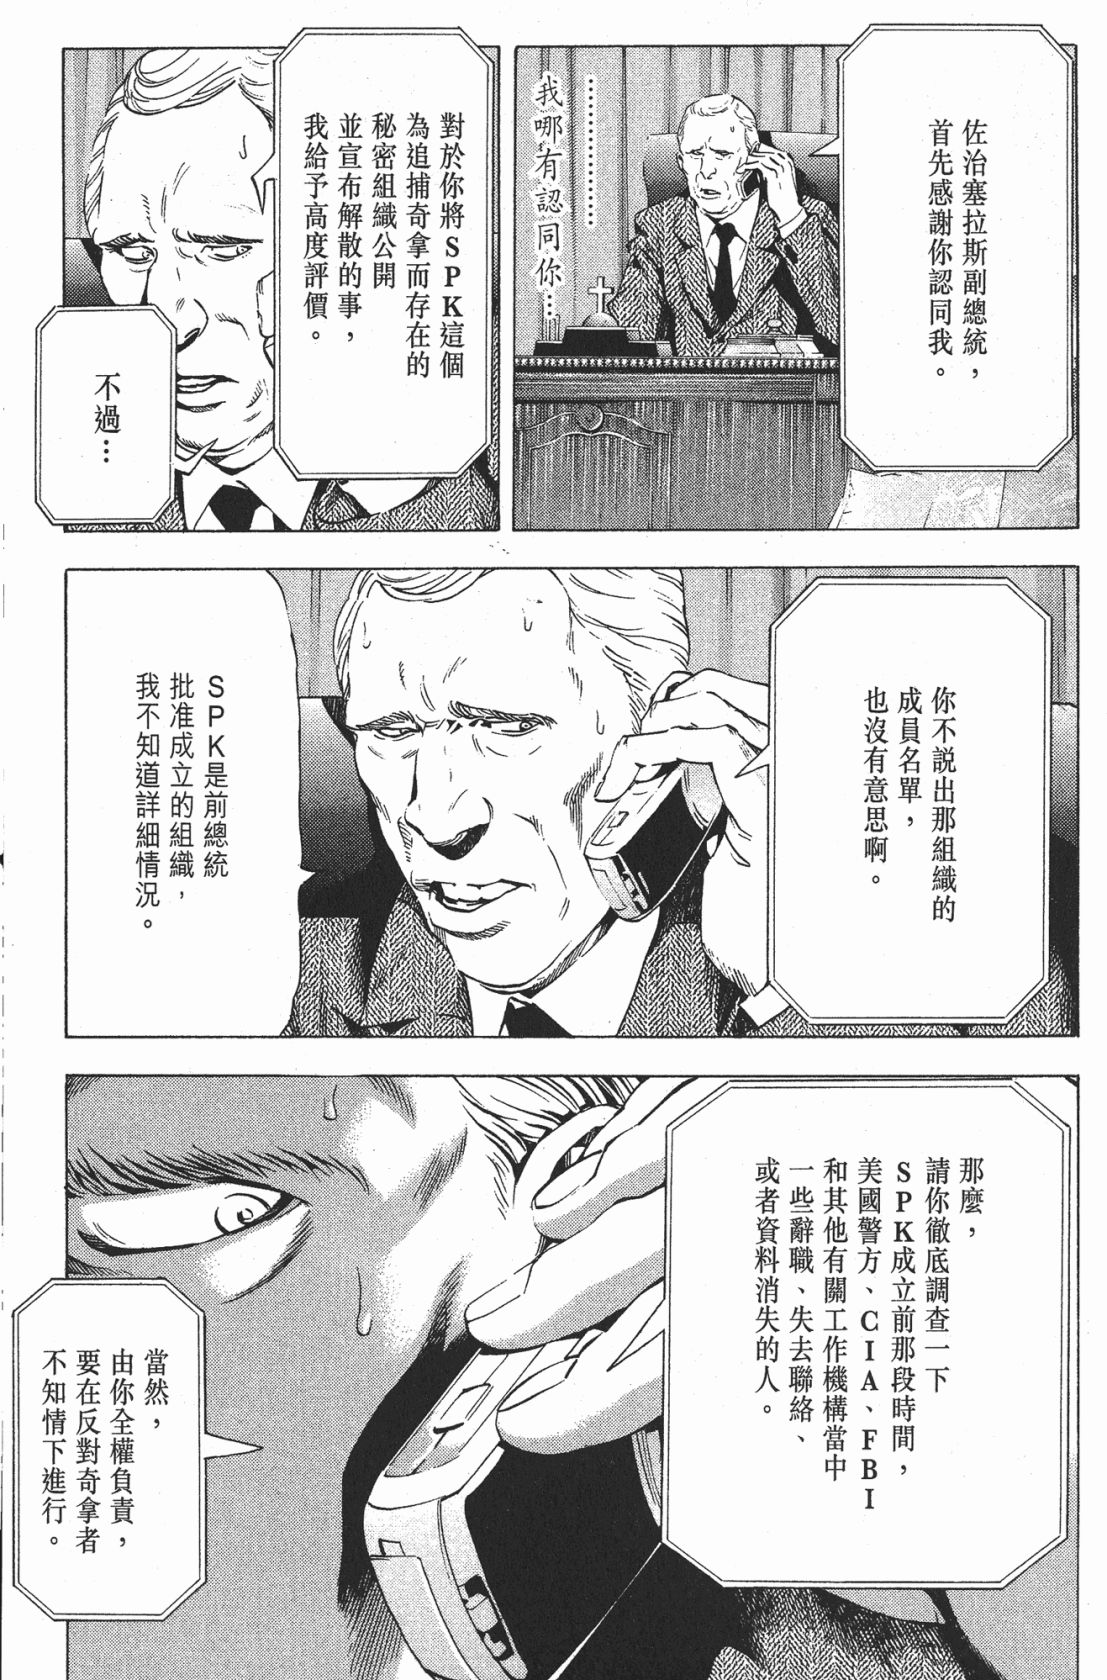 佐治塞拉斯副總統，
首先感謝你認同我。
…………………
我哪有認同你…
對於你將SPK這個
為追捕奇拿而存在的
秘密組織公開
並宣布解散的事，
我給予高度評價。
不過…
你不說出那組織的
成員名單，
也沒有意思啊。
SPK是前總統
批准成立的組織，
我不知道詳細情況。
那麼，
請你徹底調查一下
SPK成立前那段時間，
美國警方、CIA、FBI
和其他有關工作機構當中
一些辭職、失去聯絡、
或者資料消失的人。
當然，
由你全權負責，
要在反對奇拿者
不知情下進行。